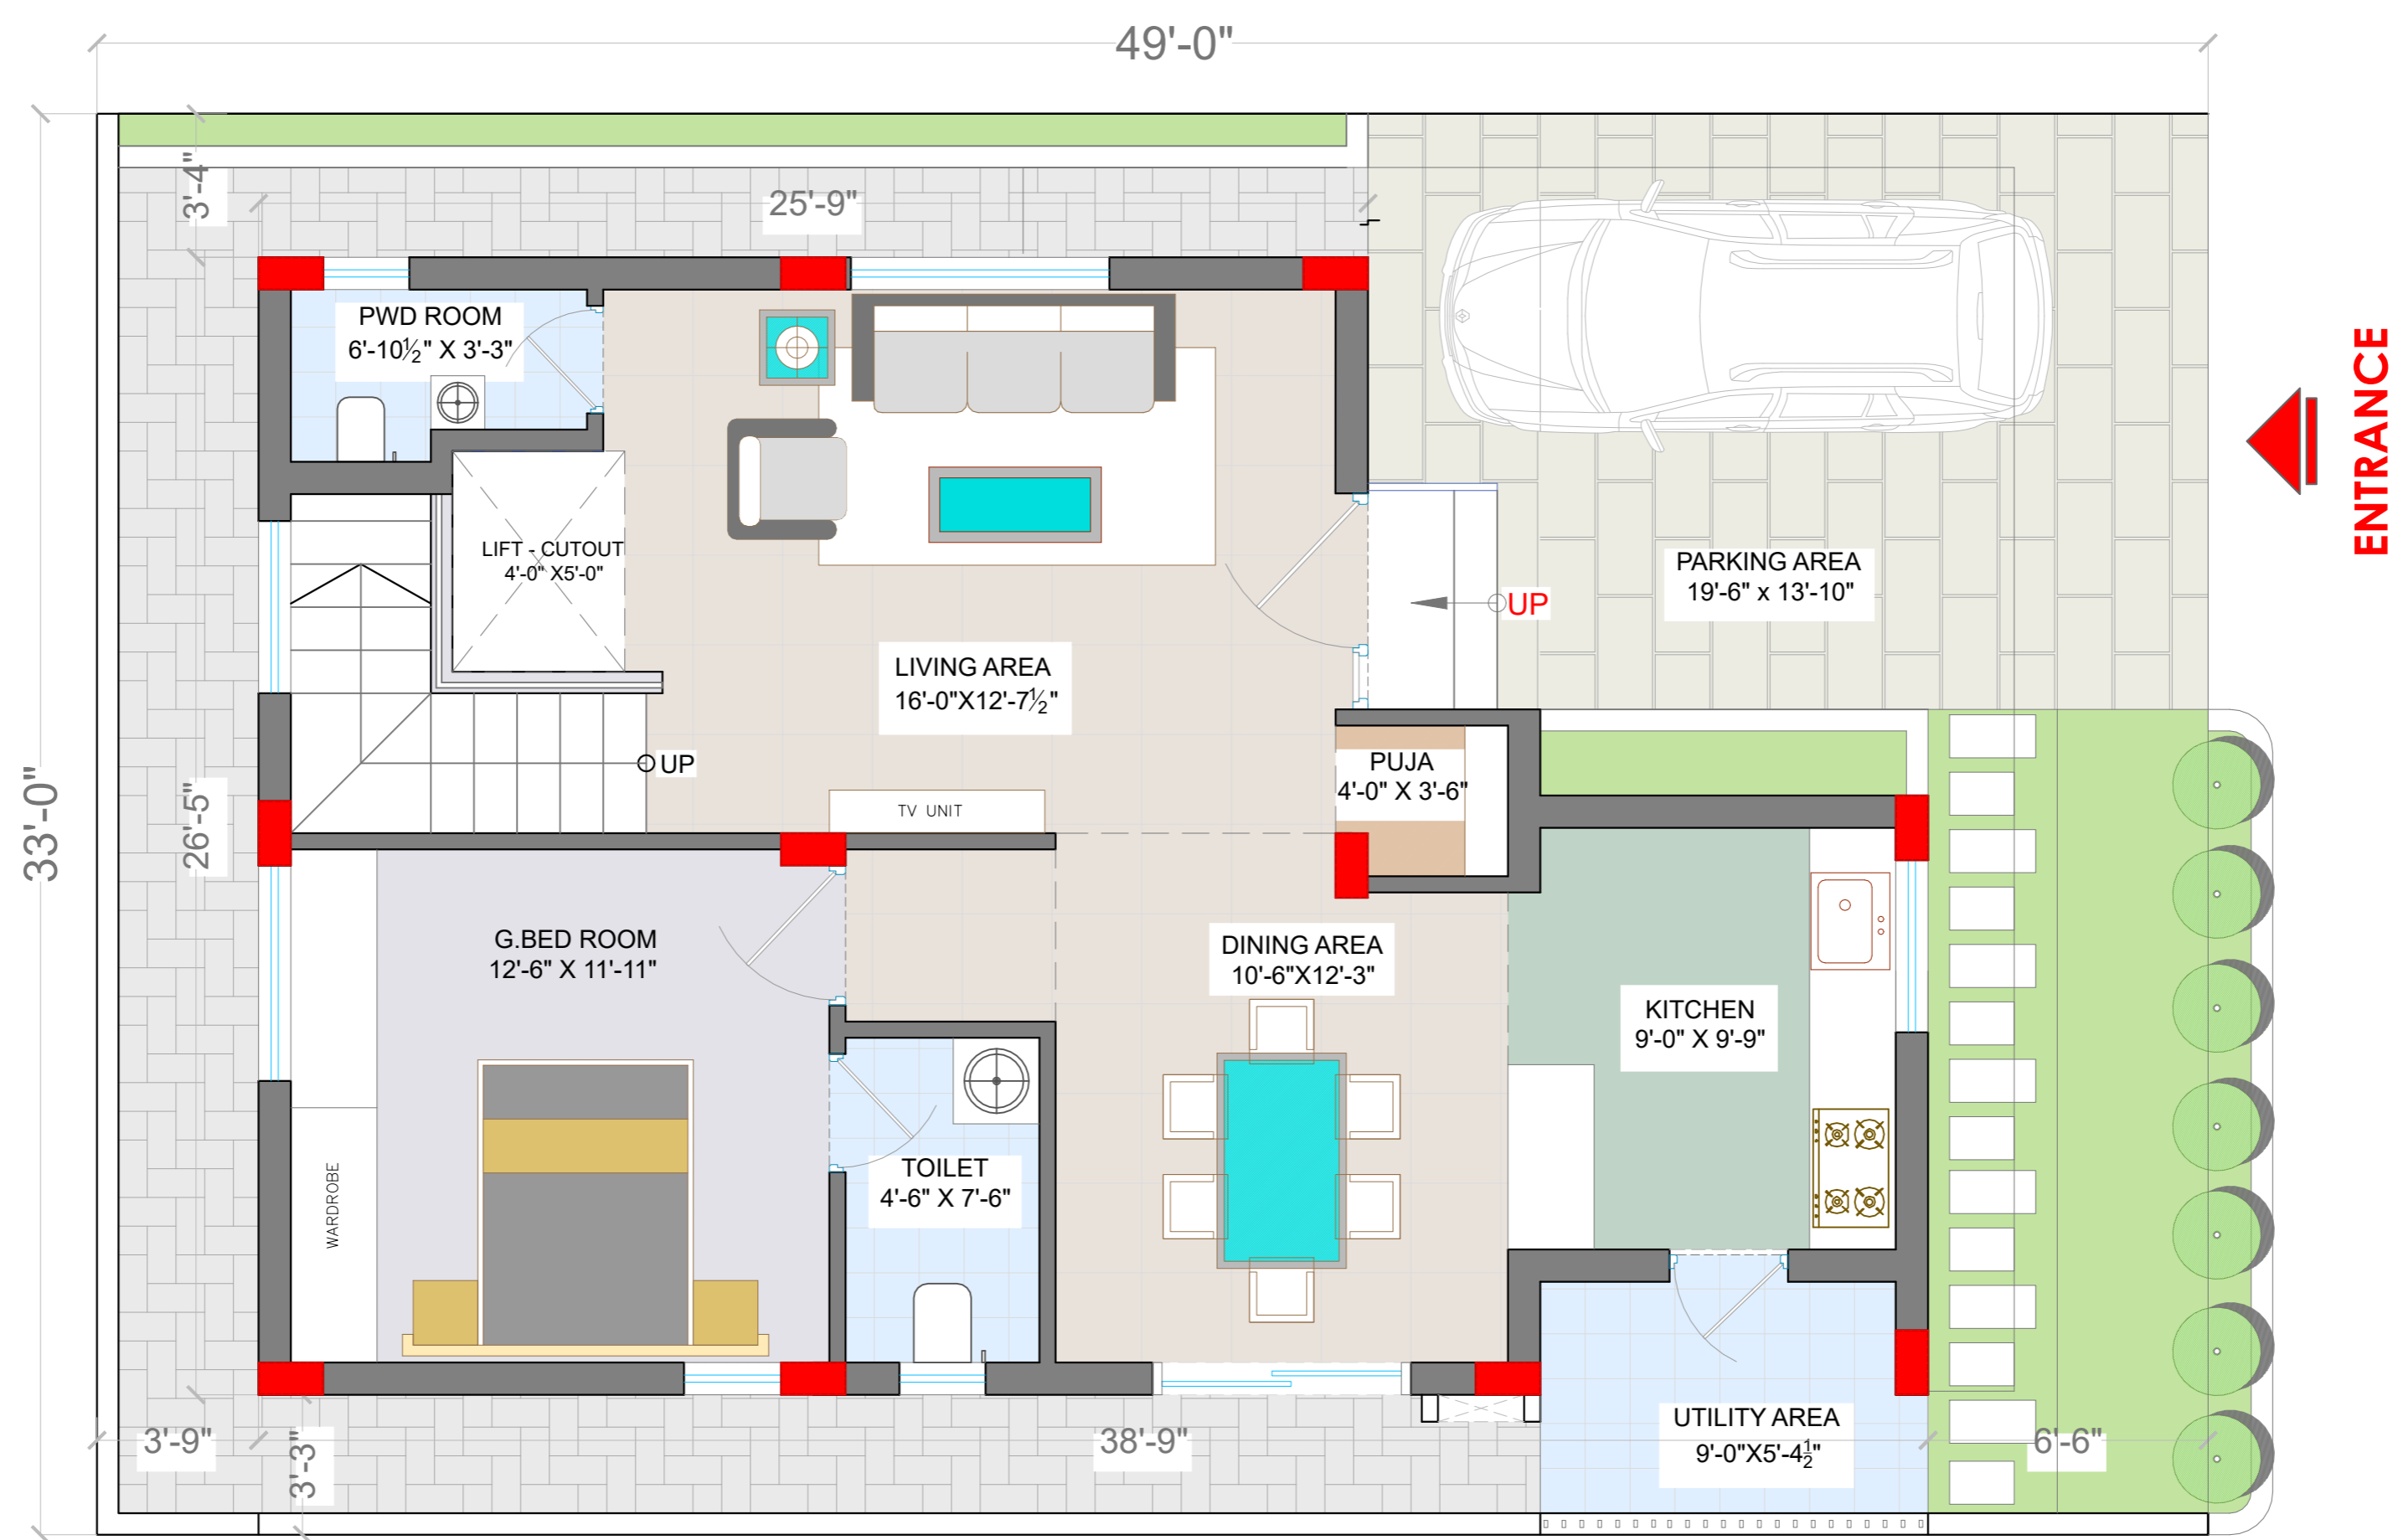 49'-0"
3'-4"
25'-9"
PWD ROOM
6'-10½" X 3'-3"
ENTRANCE
LIFT - CUTOUT
4'-0" X5'-0"
PARKING AREA
19'-6" x 13'-10"
UP
LIVING AREA
16'-0"X12'-7½"
UP
PUJA
4'-0" X 3'-6"
TV UNIT
33'-0"
26'-5"
G.BED ROOM
12'-6" X 11'-11"
DINING AREA
10'-6"X12'-3"
KITCHEN
9'-0" X 9'-9"
TOILET
4'-6" X 7'-6"
WARDROBE
UTILITY AREA
9'-0"X5'-4½"
3'-9"
3'-3"
38'-9"
6'-6"